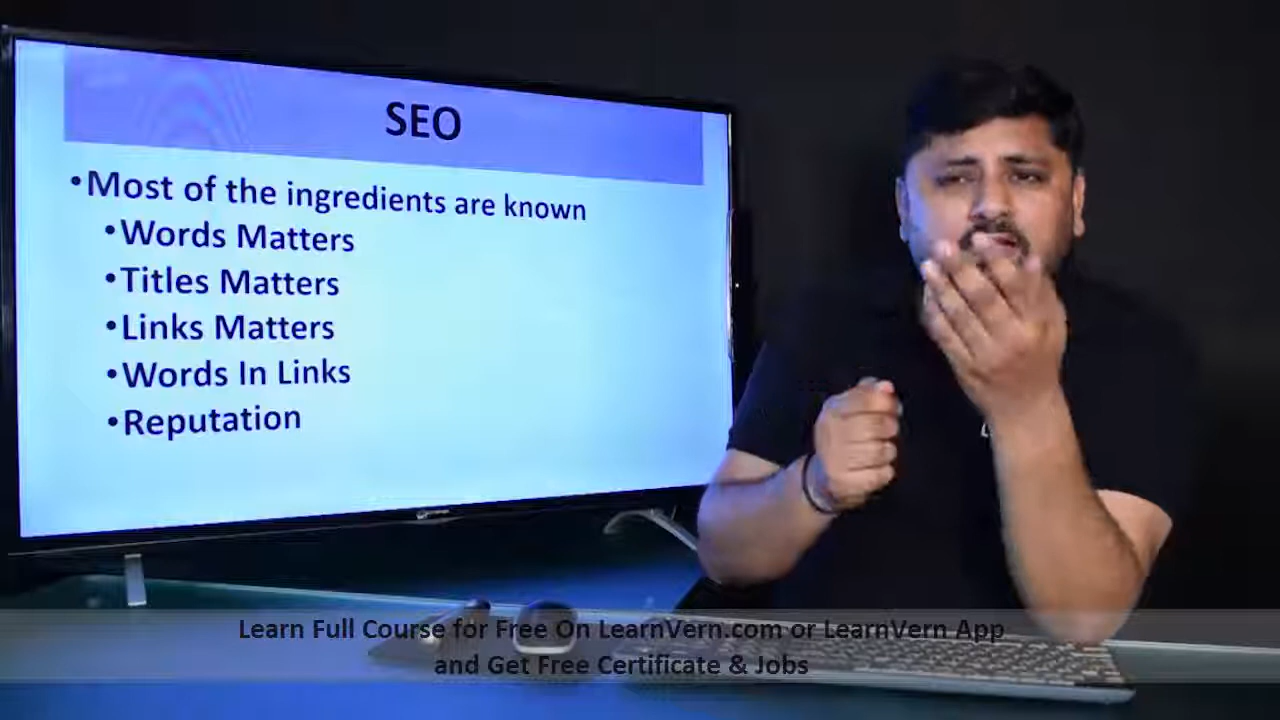 SEO
•Most of the ingredients are known
•Words Matters
•Titles Matters
•Links Matters
•Words In Links
•Reputation
Learn Full Course for Free On LearnVern.com or LearnVern App
and Get Free Certificate & Jobs